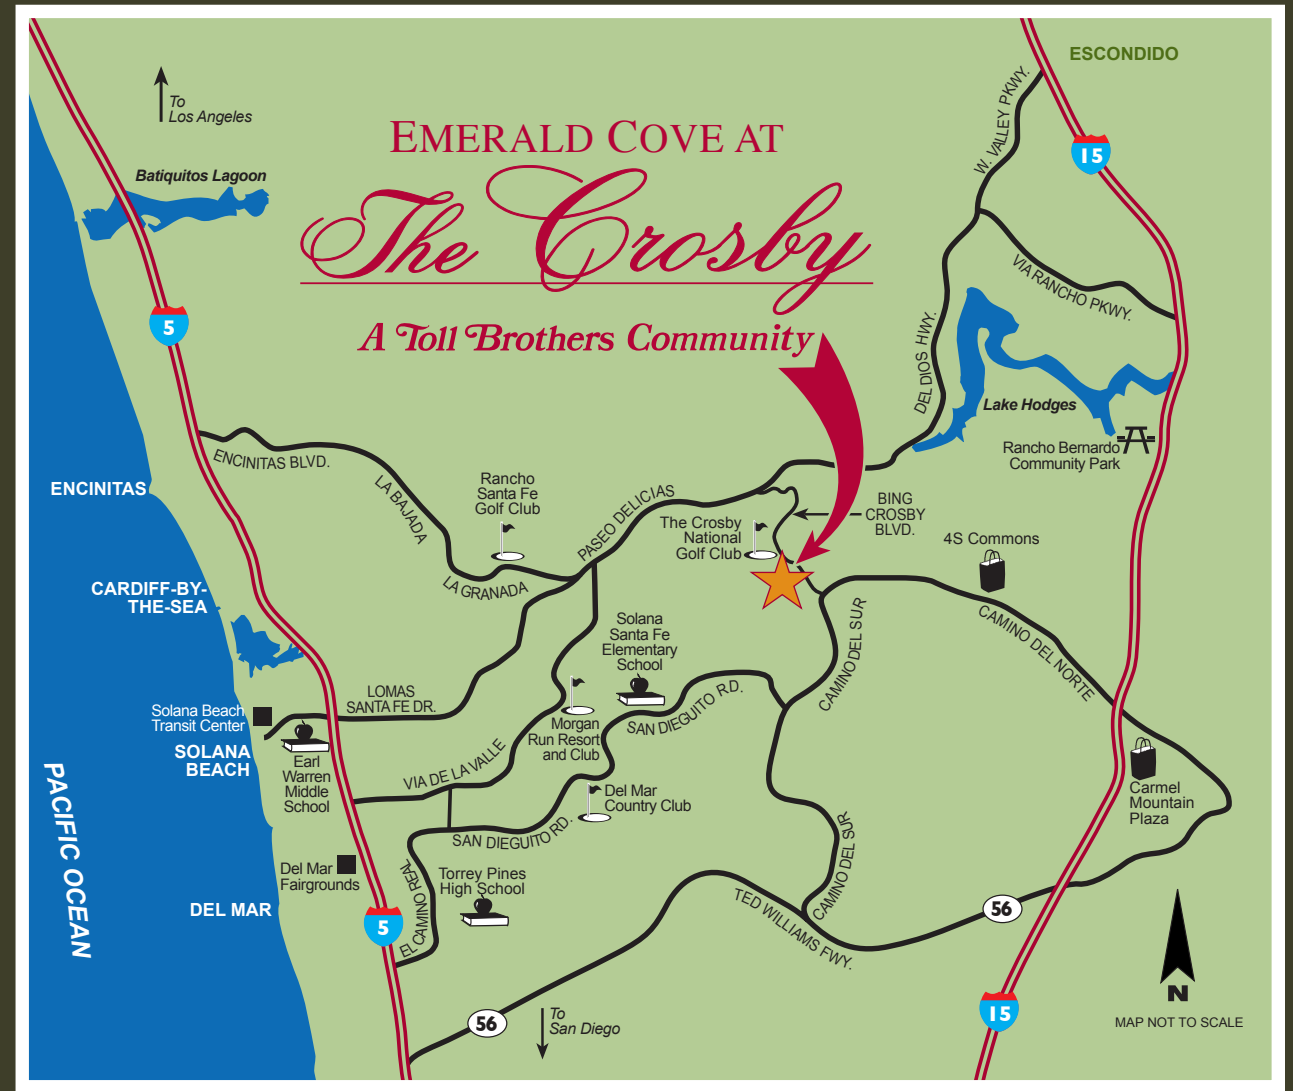 ESCONDIDO
To
Los Angeles
EMERALD COVE AT
The Crosby
A Toll Brothers Community
W. VALLEY PKWY.
15
Batiquitos Lagoon
VIA RANCHO PKWY.
5
DEL DIOS HWY.
Lake Hodges
Rancho Bernardo
Community Park
ENCINITAS BLVD.
LA BAJADA
ENCINITAS
Rancho
Santa Fe
Golf Club
PASEO DELICIAS
The Crosby
National
Golf Club
BING
CROSBY
BLVD.
4S Commons
LA GRANADA
CARDIFF-BY-
THE-SEA
Solana
Santa Fe
Elementary
School
CAMINO DEL SUR
CAMINO DEL NORTE
LOMAS
SANTA FE DR.
Solana Beach
Transit Center
SOLANA
BEACH
Earl
Warren
Middle
School
Morgan
Run Resort
and Club
SAN DIEGUITO RD.
VIA DE LA VALLE
Del Mar
Country Club
Carmel
Mountain
Plaza
PACIFIC OCEAN
SAN DIEGUITO RD.
CAMINO DEL SUR
Del Mar
Fairgrounds
EL CAMINO REAL
Torrey Pines
High School
DEL MAR
5
TED WILLIAMS FWY.
56
N
MAP NOT TO SCALE
15
56
To
San Diego